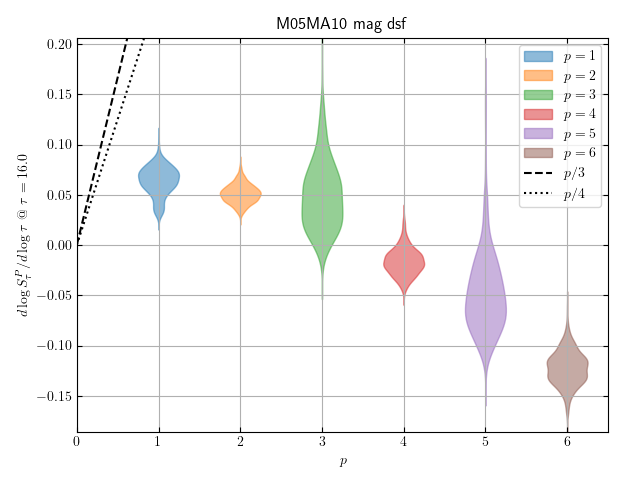 M05MA10 mag dsf
d log S_τ^P / d log τ @ τ = 16.0
0.20
0.15
0.10
0.05
0.00
−0.05
−0.10
−0.15
0 1 2 3 4 5 6
p
p = 1
p = 2
p = 3
p = 4
p = 5
p = 6
p/3
p/4